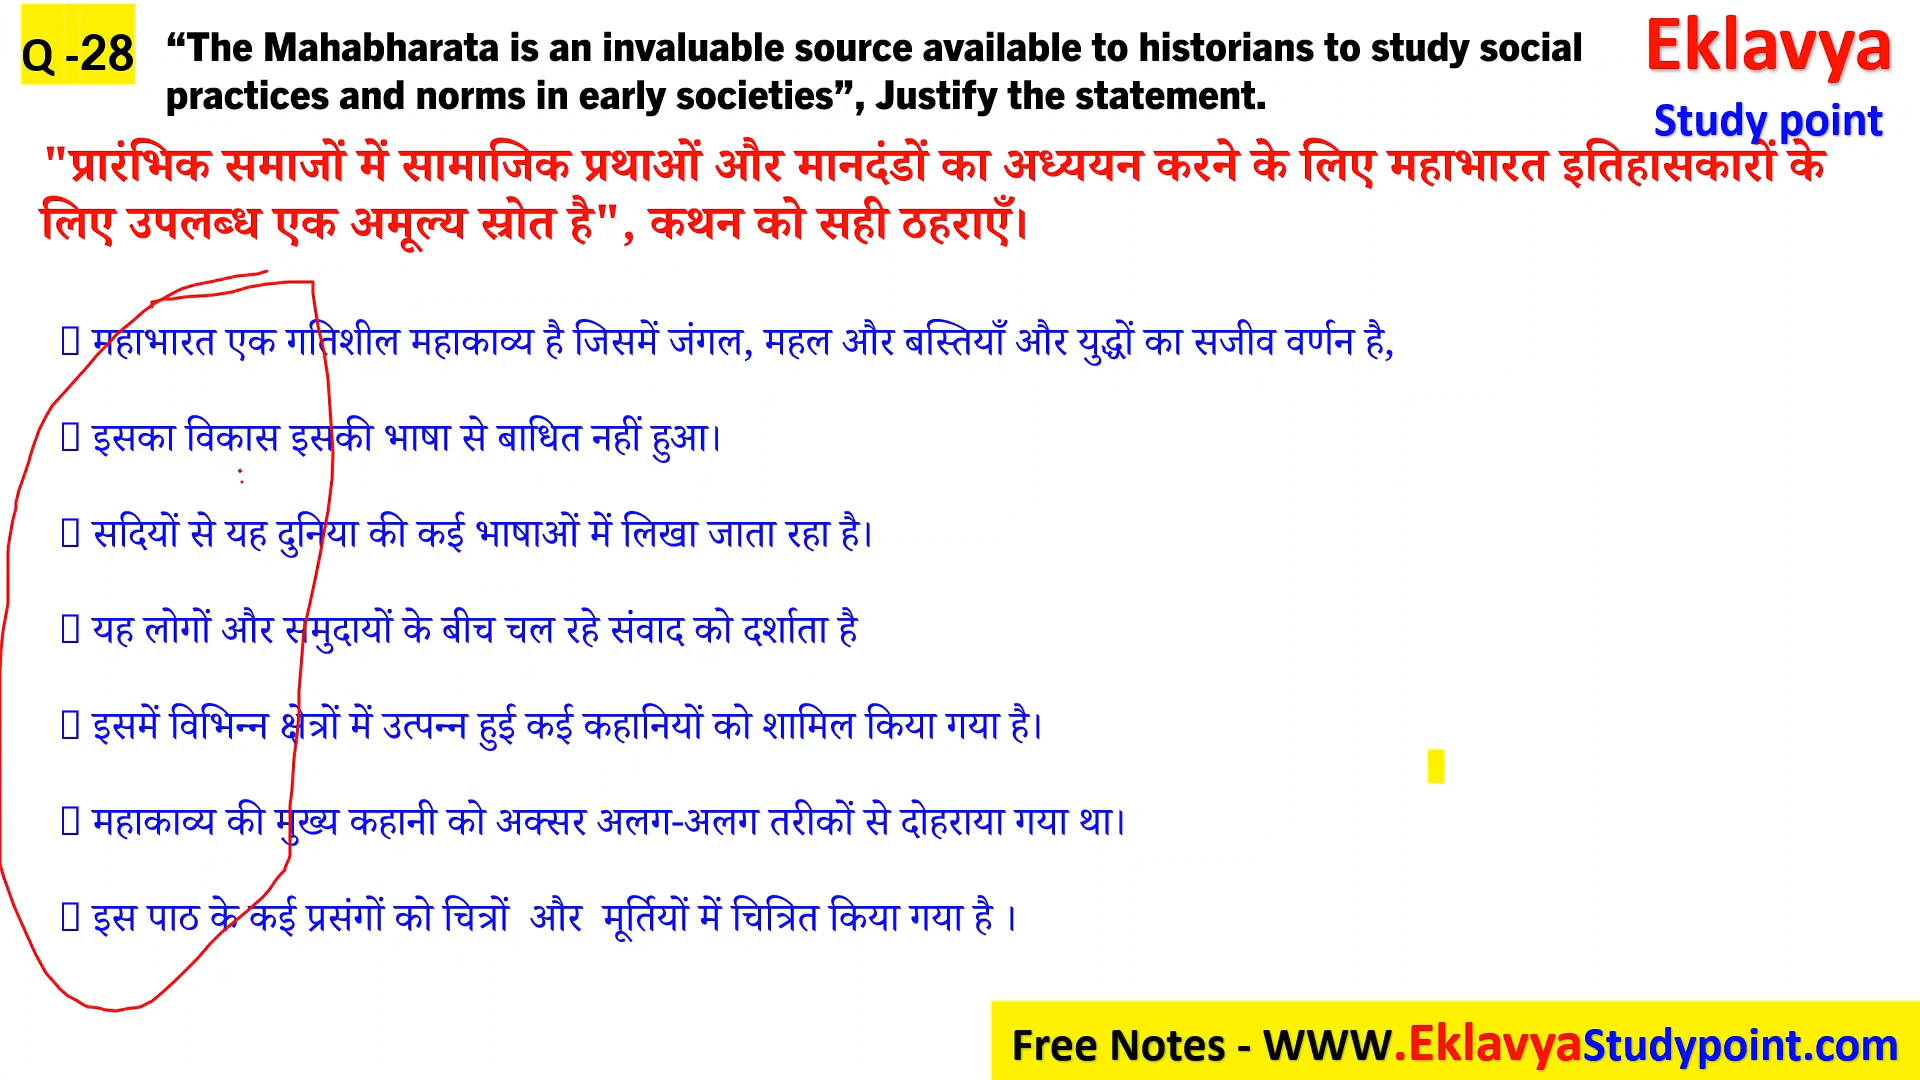 Q -28
“The Mahabharata is an invaluable source available to historians to study social
practices and norms in early societies”, Justify the statement.
Eklavya
Study point
"प्रारंभिक समाजों में सामाजिक प्रथाओं और मानदंडों का अध्ययन करने के लिए महाभारत इतिहासकारों के
लिए उपलब्ध एक अमूल्य स्रोत है", कथन को सही ठहराएँ।
महाभारत एक गतिशील महाकाव्य है जिसमें जंगल, महल और बस्तियाँ और युद्धों का सजीव वर्णन है,
इसका विकास इसकी भाषा से बाधित नहीं हुआ।
सदियों से यह दुनिया की कई भाषाओं में लिखा जाता रहा है।
यह लोगों और समुदायों के बीच चल रहे संवाद को दर्शाता है
इसमें विभिन्न क्षेत्रों में उत्पन्न हुई कई कहानियों को शामिल किया गया है।
महाकाव्य की मुख्य कहानी को अक्सर अलग-अलग तरीकों से दोहराया गया था।
इस पाठ के कई प्रसंगों को चित्रों और मूर्तियों में चित्रित किया गया है ।
Free Notes - WWW.EklavyaStudypoint.com